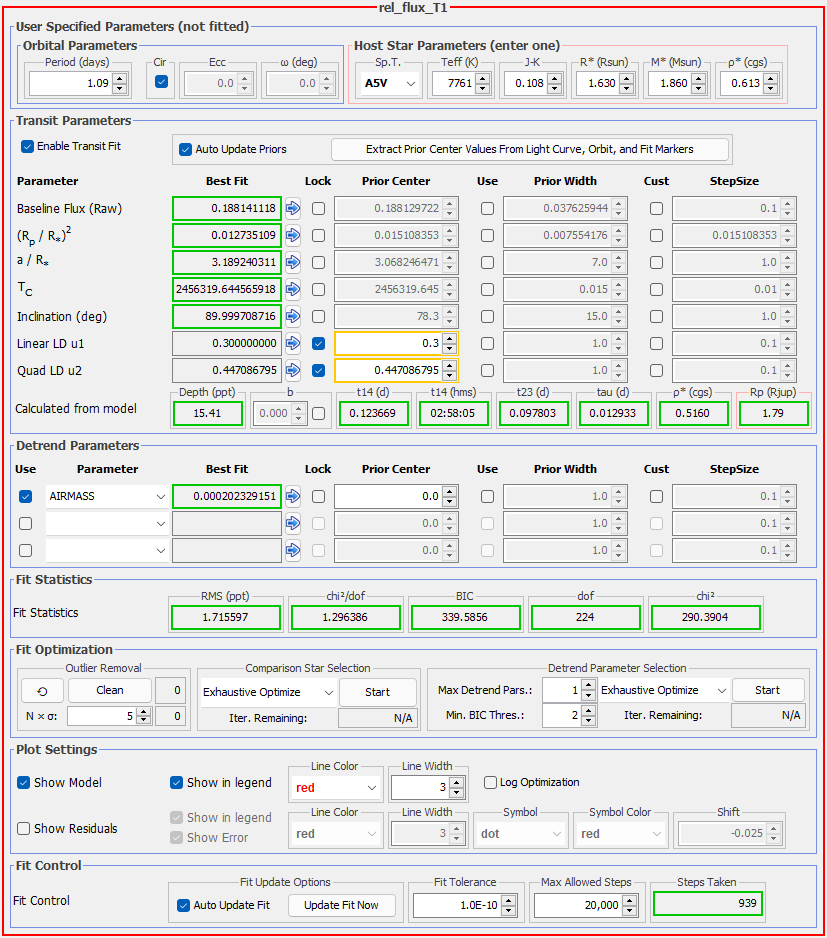 rel_flux_T1
User Specified Parameters (not fitted)
Orbital Parameters
Host Star Parameters (enter one)
Period (days) Cir Ecc ω (deg) Sp.T. Teff (K) J-K R* (Rsun) M* (Msun) ρ* (cgs)
1.09 0.0 0.0 A5V 7761 0.108 1.630 1.860 0.613
Transit Parameters
Enable Transit Fit Auto Update Priors Extract Prior Center Values From Light Curve, Orbit, and Fit Markers
Parameter Best Fit Lock Prior Center Use Prior Width Cust StepSize
Baseline Flux (Raw) 0.188141118 0.188129722 0.037625944 0.1
(Rp / R*)² 0.012735109 0.015108353 0.007554176 0.015108353
a / R* 3.189240311 3.068246471 7.0 1.0
TC 2456319.644565918 2456319.645 0.015 0.01
Inclination (deg) 89.999708716 78.3 15.0 1.0
Linear LD u1 0.300000000 0.3 1.0 0.1
Quad LD u2 0.447086795 0.447086795 1.0 0.1
Depth (ppt) b t14 (d) t14 (hms) t23 (d) tau (d) ρ* (cgs) Rp (Rjup)
Calculated from model 15.41 0.000 0.123669 02:58:05 0.097803 0.012933 0.5160 1.79
Detrend Parameters
Use Parameter Best Fit Lock Prior Center Use Prior Width Cust StepSize
AIRMASS 0.000202329151 0.0 1.0 0.1
0.0 1.0 0.1
0.0 1.0 0.1
Fit Statistics
RMS (ppt) chi²/dof BIC dof chi²
Fit Statistics 1.715597 1.296386 339.5856 224 290.3904
Fit Optimization
Outlier Removal Comparison Star Selection Detrend Parameter Selection
Clean 0 Exhaustive Optimize Start Max Detrend Pars.: 1 Exhaustive Optimize Start
N × σ: 5 0 Iter. Remaining: N/A Min. BIC Thres.: 2 Iter. Remaining: N/A
Plot Settings
Line Color Line Width
Show Model Show in legend red 3 Log Optimization
Line Color Line Width Symbol Symbol Color Shift
Show Residuals Show in legend Show Error red 3 dot red -0.025
Fit Control
Fit Update Options Fit Tolerance Max Allowed Steps Steps Taken
Fit Control Auto Update Fit Update Fit Now 1.0E-10 20,000 939